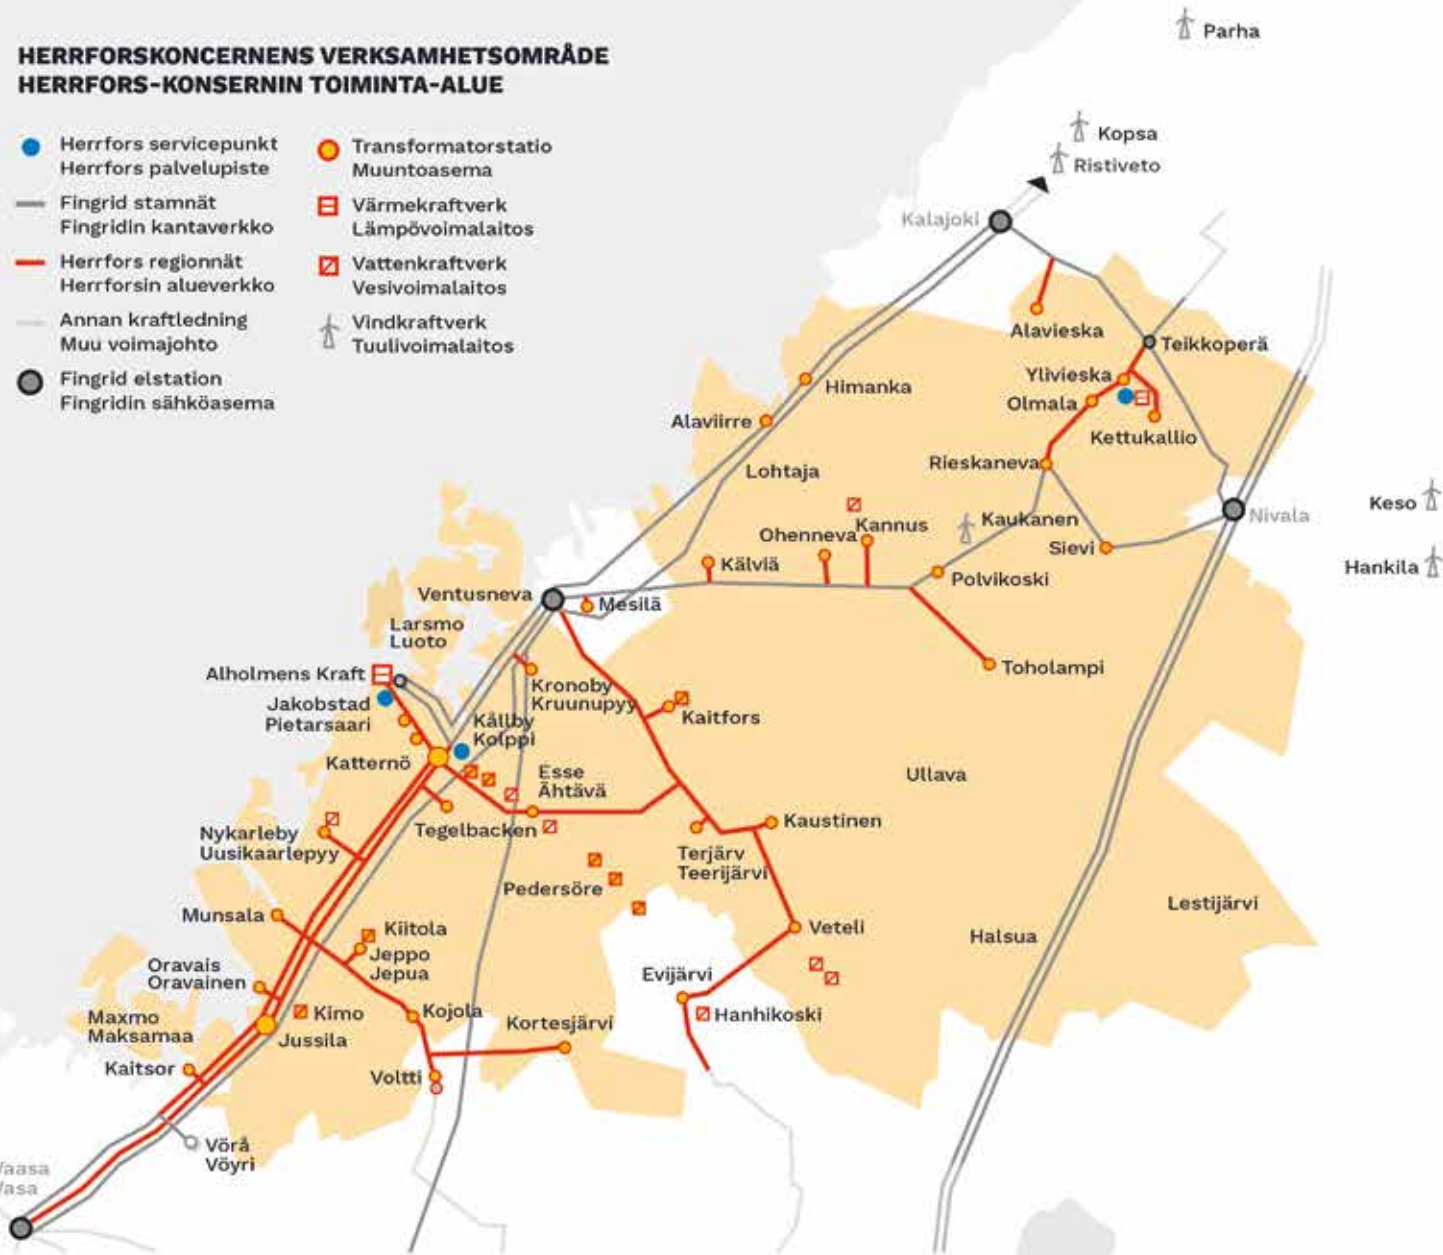 HERRFORSKONCERNENS VERKSAMHETSOMRÅDE
HERRFORS-KONSERNIN TOIMINTA-ALUE
Herrfors servicepunkt
Herrfors palvelupiste
Fingrid stamnät
Fingridin kantaverkko
Herrfors regionnät
Herrforsin alueverkko
Annan kraftledning
Muu voimajohto
Fingrid elstation
Fingridin sähköasema
Transformatorstatio
Muuntoasema
Värmekraftverk
Lämpövoimalaitos
Vattenkraftverk
Vesivoimalaitos
Vindkraftverk
Tuulivoimalaitos
Parha
Kopsa
Ristiveto
Kalajoki
Alavieska
Teikkoperä
Ylivieska
Himanka
Olmala
Alaviirre
Kettukallio
Rieskaneva
Lohtaja
Keso
Nivala
Kaukanen
Kannus
Ohenneva
Sievi
Kälviä
Hankila
Polvikoski
Ventusneva
Mesilä
Larsmo
Luoto
Toholampi
Alholmens Kraft
Kronoby
Kruunupyy
Jakobstad
Pietarsaari
Kaitfors
Kållby
Kolppi
Katternö
Esse
Ähtävä
Ullava
Kaustinen
Tegelbacken
Nykarleby
Uusikaarlepyy
Terjärv
Teerijärvi
Pedersöre
Lestijärvi
Munsala
Kiitola
Veteli
Halsua
Jeppo
Jepua
Oravais
Oravainen
Evijärvi
Kimo
Kojola
Hanhikoski
Maxmo
Maksamaa
Kortesjärvi
Jussila
Kaitsor
Voltti
Vörå
Vöyri
/aasa
/asa